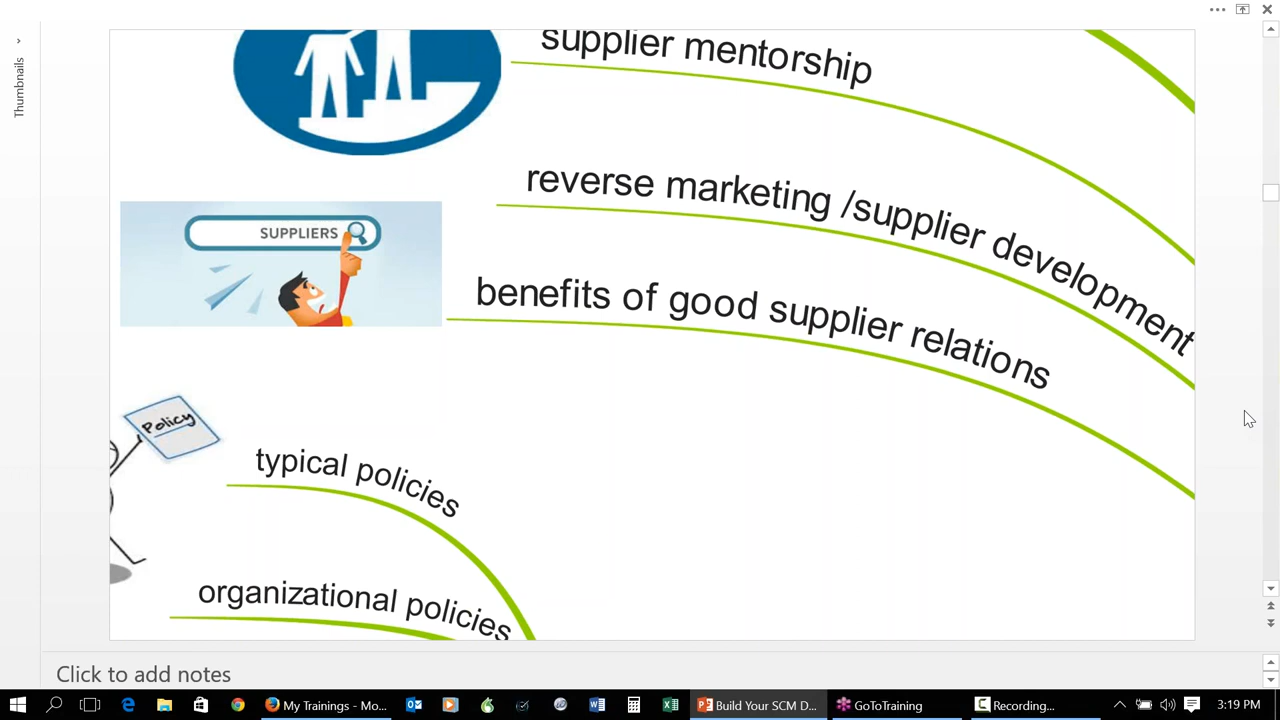 Thumbnails
supplier mentorship
reverse marketing /supplier development
SUPPLIERS
benefits of good supplier relations
Policy
typical policies
organizational policies
Click to add notes
My Trainings - Mo...
Build Your SCM D...
GoToTraining
Recording...
3:19 PM